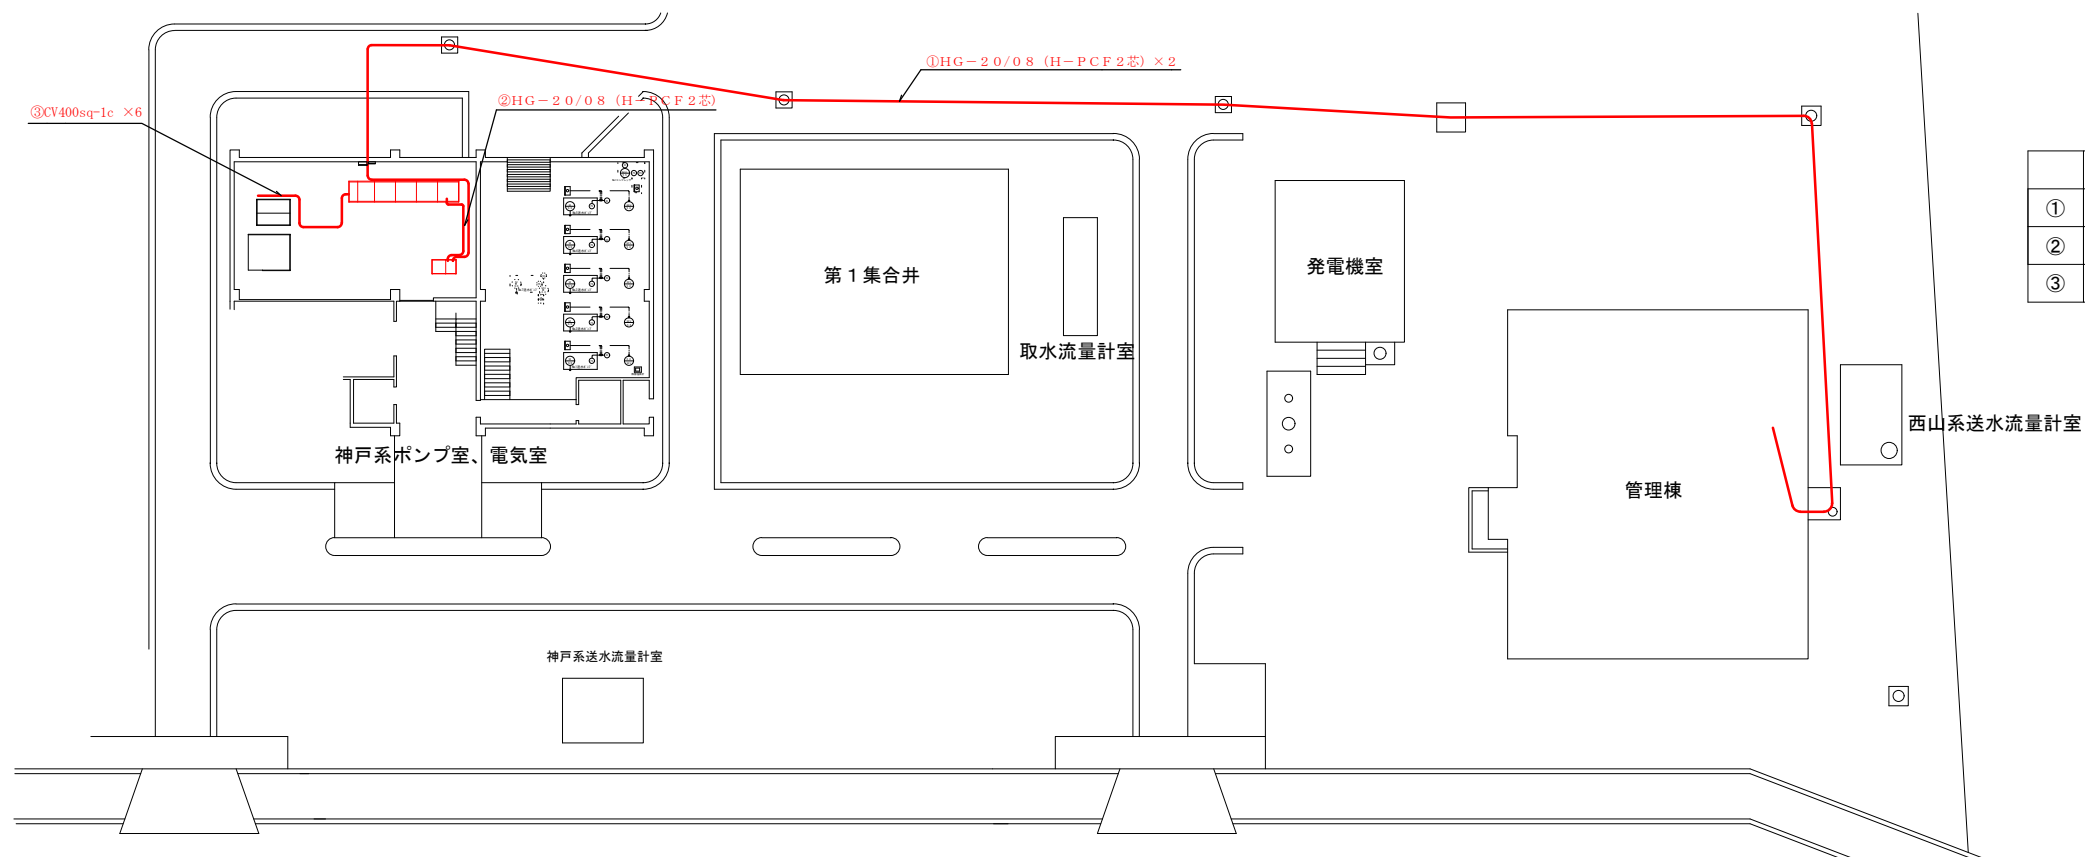 ①HG－20/08（H－PCF2芯）×2
②HG－20/08（H－PCF2芯）
③CV400sq-1c ×6
①
②
③
第１集合井
発電機室
取水流量計室
西山系送水流量計室
神戸系ポンプ室、電気室
管理棟
神戸系送水流量計室